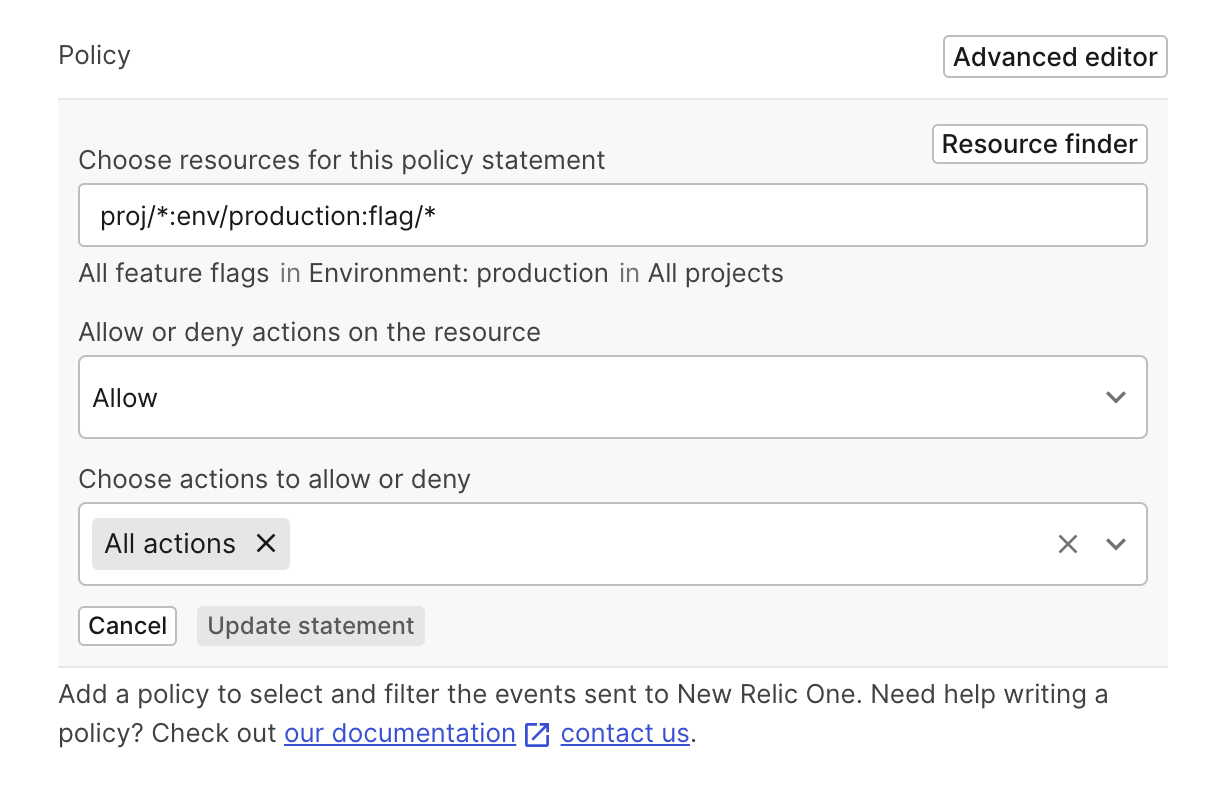 Policy
Advanced editor
Choose resources for this policy statement
Resource finder
proj/*:env/production:flag/*
All feature flags in Environment: production in All projects
Allow or deny actions on the resource
Allow
Choose actions to allow or deny
All actions
Cancel
Update statement
Add a policy to select and filter the events sent to New Relic One. Need help writing a
policy? Check out our documentation contact us.